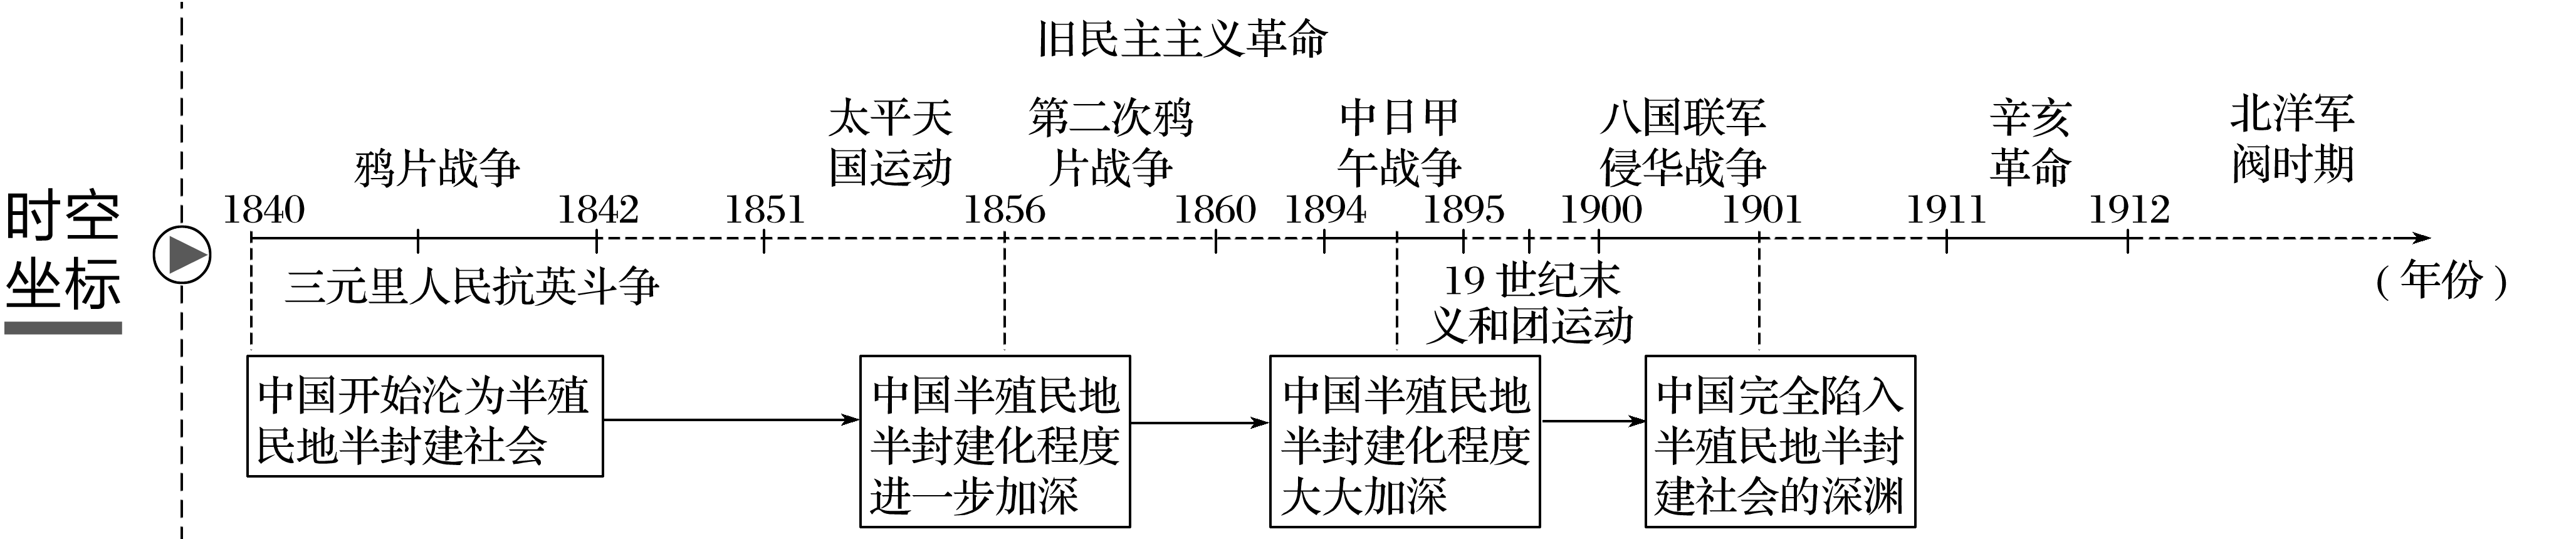 旧民主主义革命
时空
坐标
鸦片战争
太平天
国运动
第二次鸦
片战争
中日甲
午战争
八国联军
侵华战争
辛亥
革命
北洋军
阀时期
1840 1842 1851 1856 1860 1894 1895 1900 1901 1911 1912
三元里人民抗英斗争
19世纪末
义和团运动
(年份)
中国开始沦为半殖
民地半封建社会
中国半殖民地
半封建化程度
进一步加深
中国半殖民地
半封建化程度
大大加深
中国完全陷入
半殖民地半封
建社会的深渊